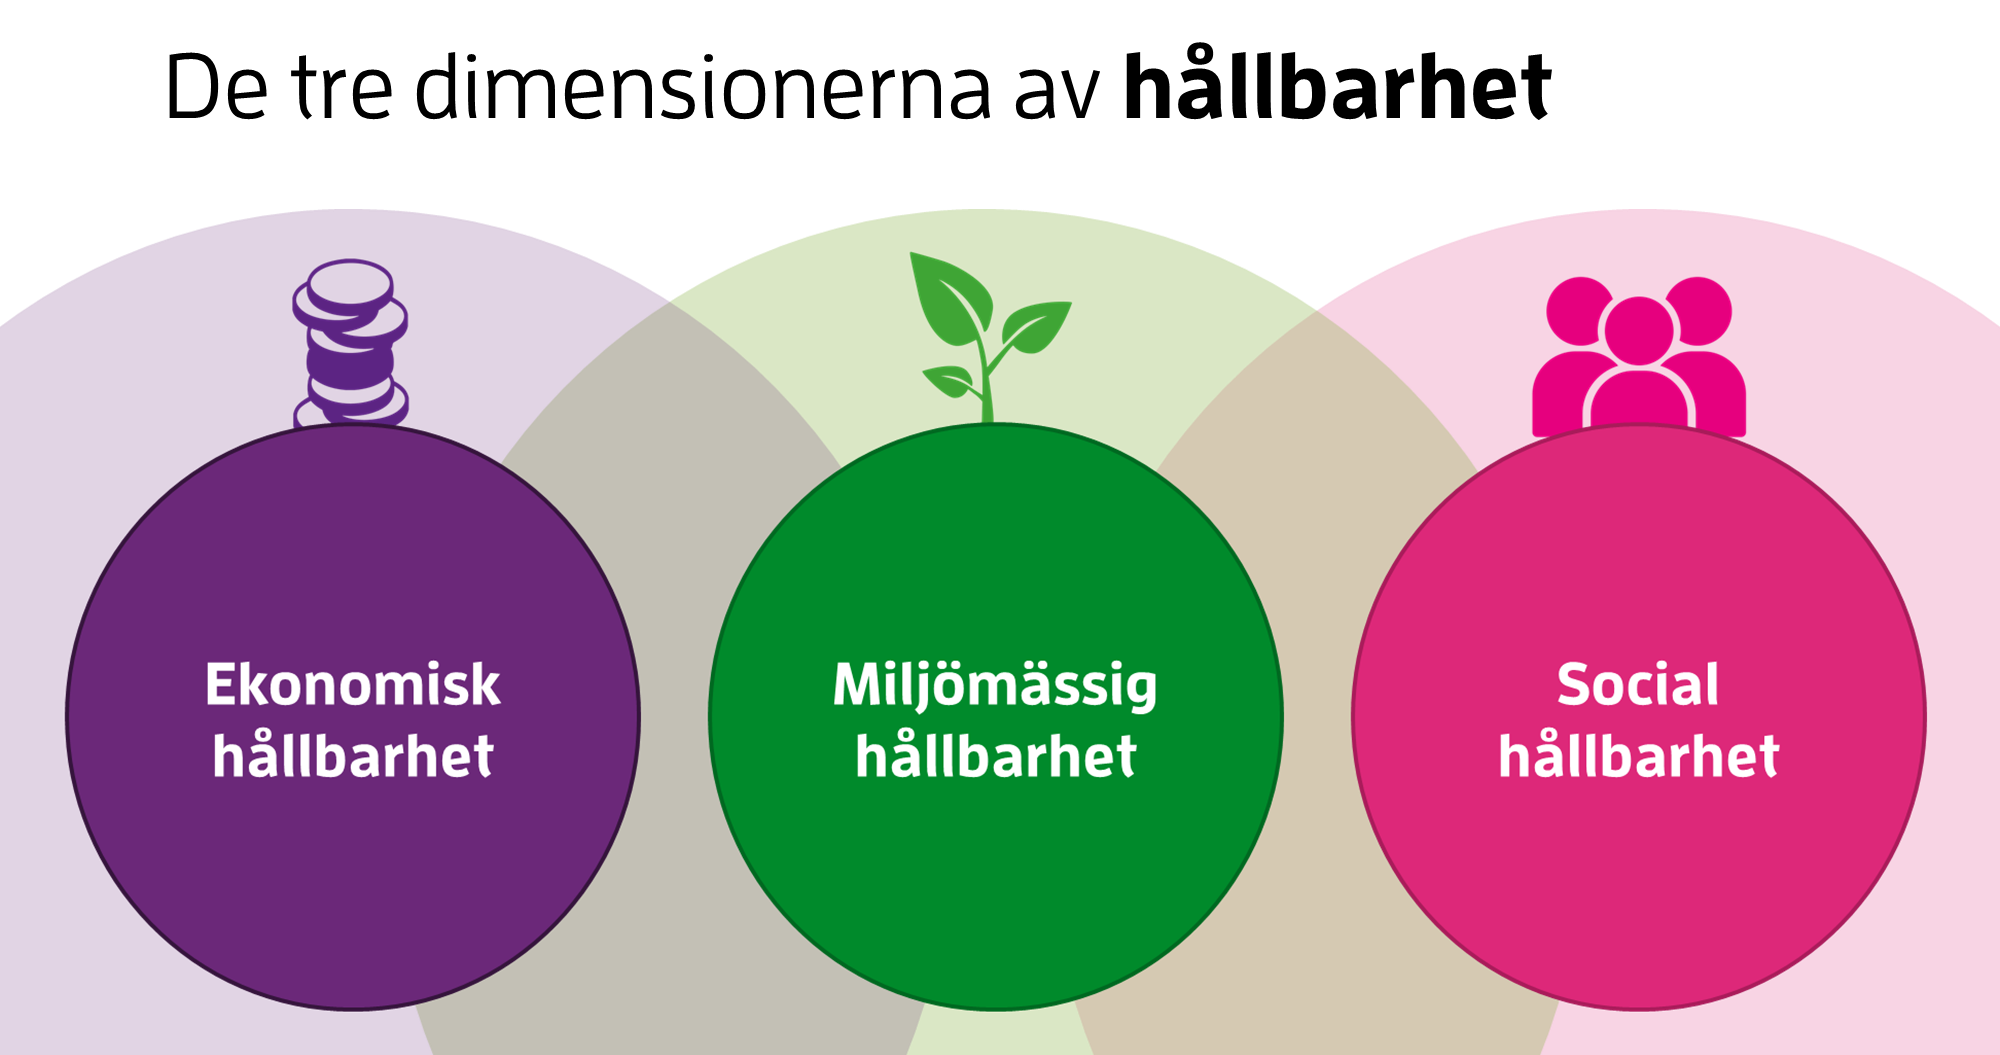 De tre dimensionerna av hållbarhet
Ekonomisk
hållbarhet
Miljömässig
hållbarhet
Social
hållbarhet